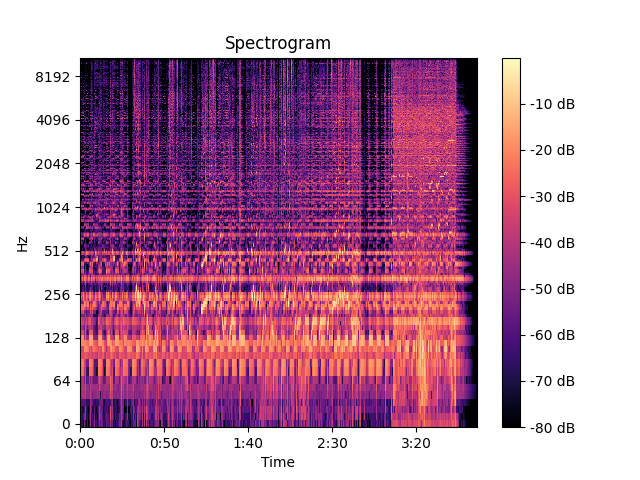 Spectrogram
Hz
8192
4096
2048
1024
512
256
128
64
0
0:00 0:50 1:40 2:30 3:20
Time
-10 dB
-20 dB
-30 dB
-40 dB
-50 dB
-60 dB
-70 dB
-80 dB